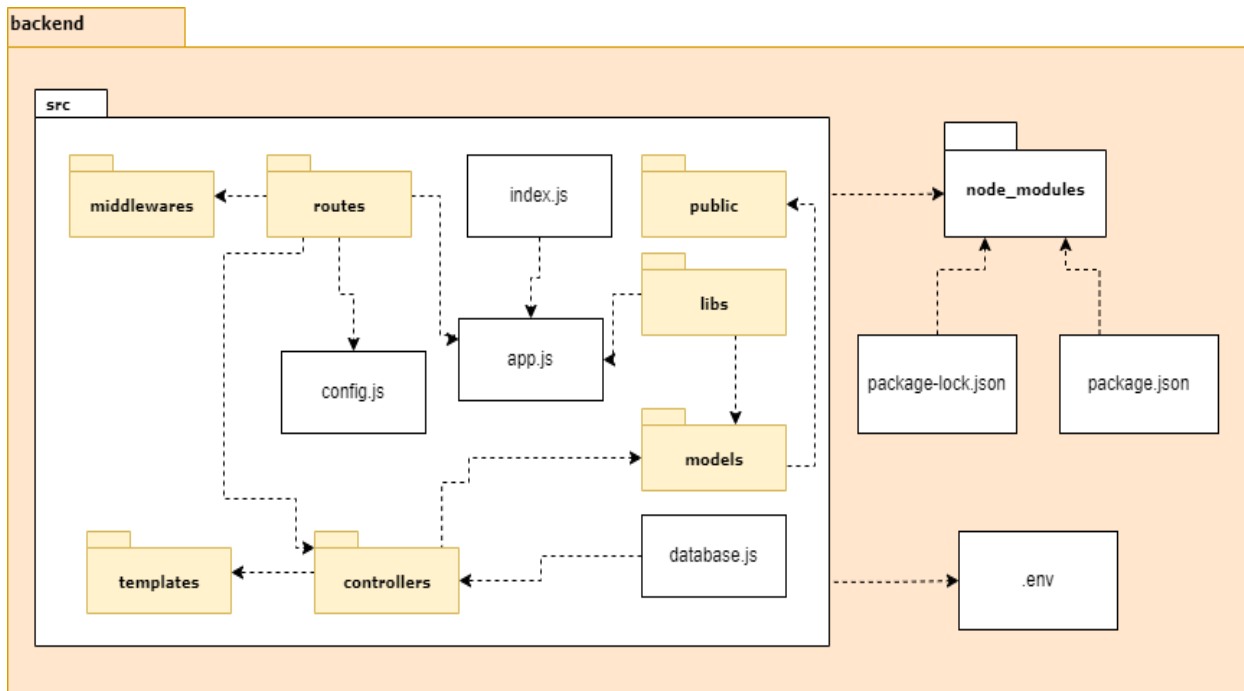 backend
src
middlewares
routes
index.js
public
node_modules
libs
config.js
app.js
package-lock.json
package.json
models
templates
controllers
database.js
.env